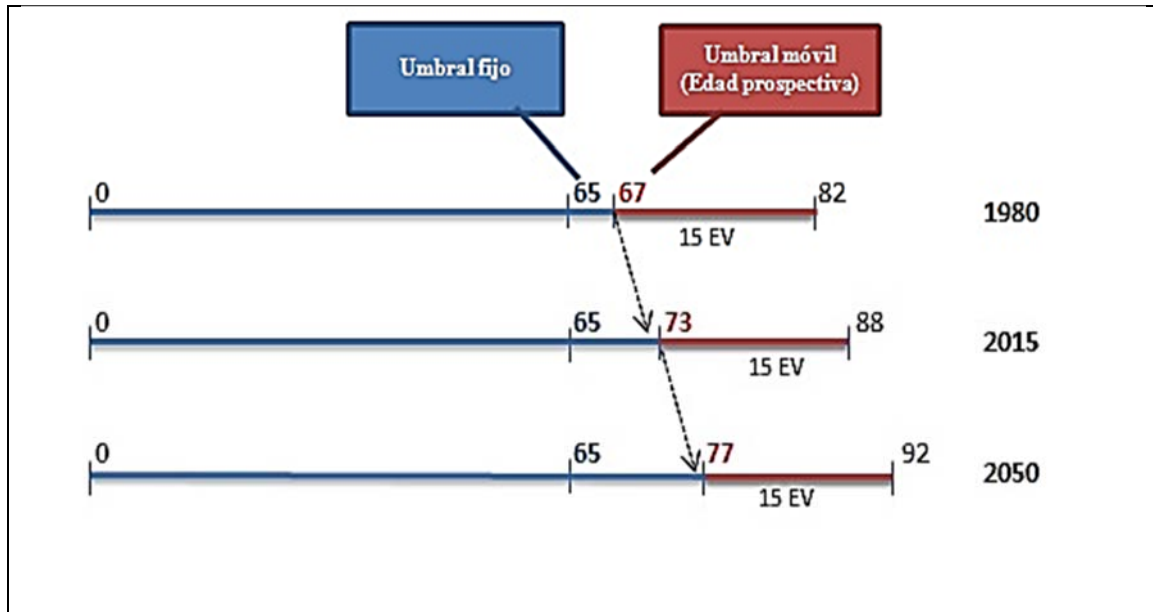 Umbral fijo
Umbral móvil
(Edad prospectiva)
0 65 67 82 1980
15 EV
0 65 73 88 2015
15 EV
0 65 77 92 2050
15 EV